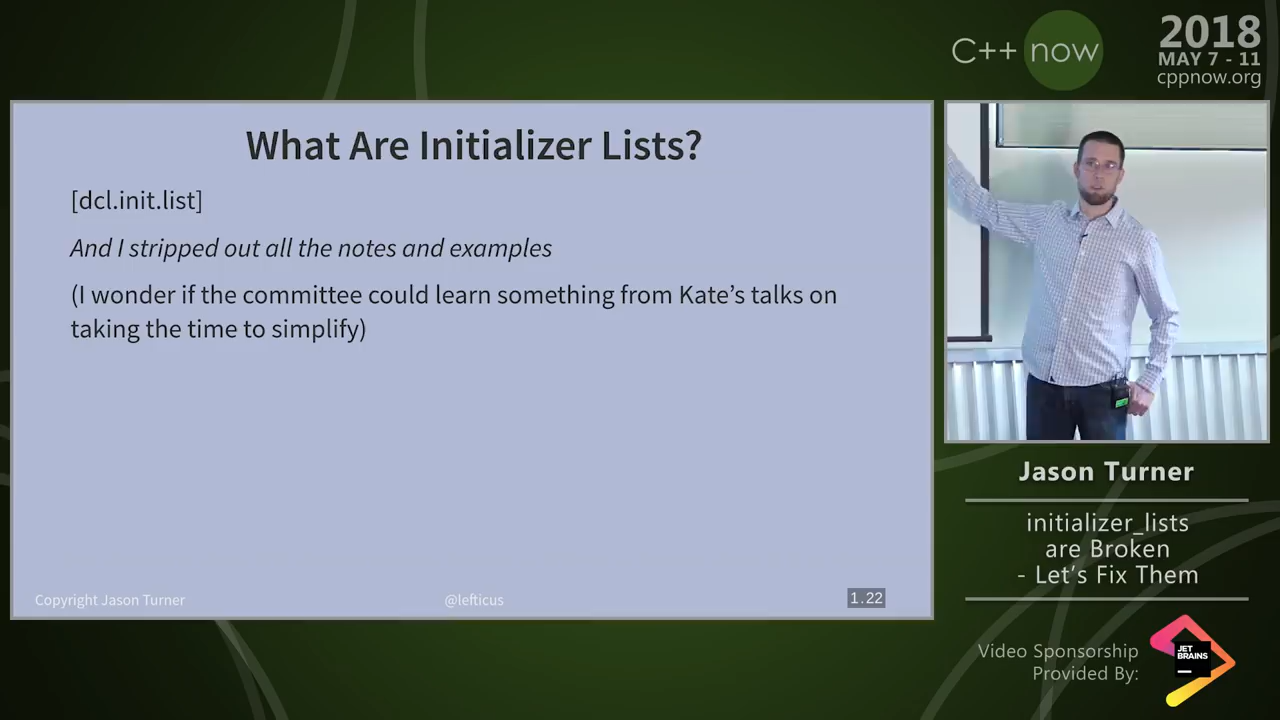 C++ now
2018
MAY 7 - 11
cppnow.org
What Are Initializer Lists?
[dcl.init.list]
And I stripped out all the notes and examples
(I wonder if the committee could learn something from Kate’s talks on
taking the time to simplify)
Copyright Jason Turner
@lefticus
1.22
Jason Turner
initializer_lists
are Broken
- Let’s Fix Them
Video Sponsorship
Provided By:
JET
BRAINS